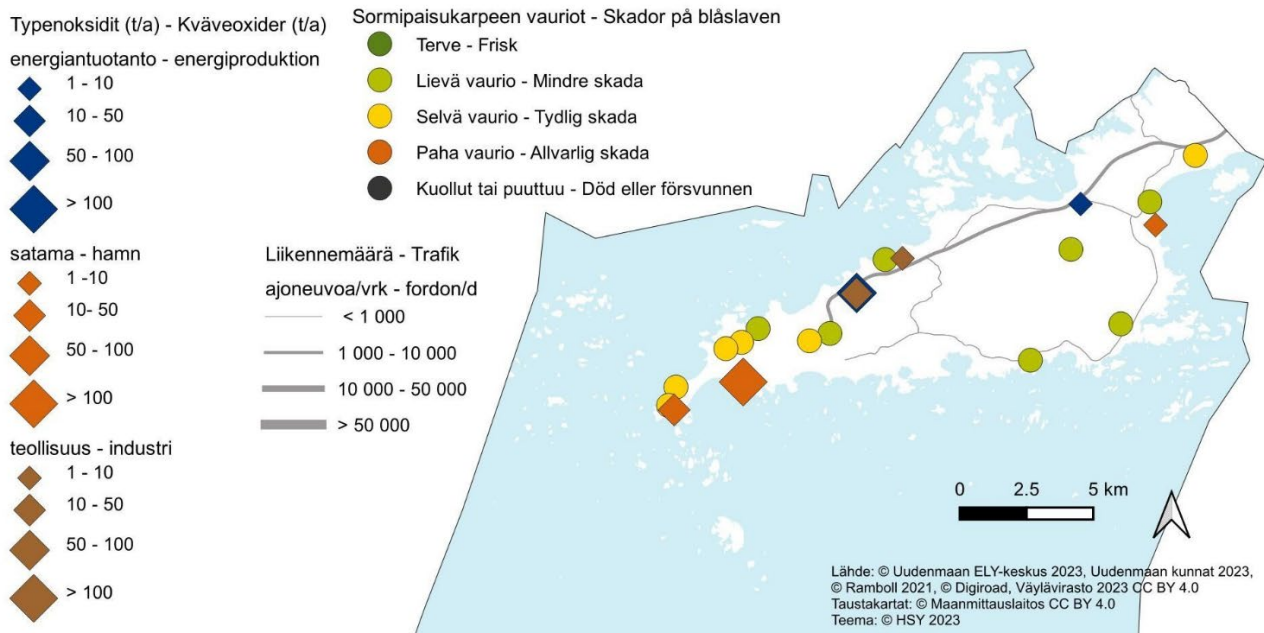 Typenoksidit (t/a) - Kväveoxider (t/a)
energiantuotanto - energiproduktion
1 - 10
10 - 50
50 - 100
> 100
satama - hamn
1 -10
10- 50
50 - 100
> 100
teollisuus - industri
1 - 10
10 - 50
50 - 100
> 100
Sormipaisukarpeen vauriot - Skador på blåslaven
Terve - Frisk
Lievä vaurio - Mindre skada
Selvä vaurio - Tydlig skada
Paha vaurio - Allvarlig skada
Kuollut tai puuttuu - Död eller försvunnen
Liikennemäärä - Trafik
ajoneuvoa/vrk - fordon/d
< 1 000
1 000 - 10 000
10 000 - 50 000
> 50 000
0 2.5 5 km
Lähde: © Uudenmaan ELY-keskus 2023, Uudenmaan kunnat 2023,
© Ramboll 2021, © Digiroad, Väylävirasto 2023 CC BY 4.0
Taustakartat: © Maanmittauslaitos CC BY 4.0
Teema: © HSY 2023